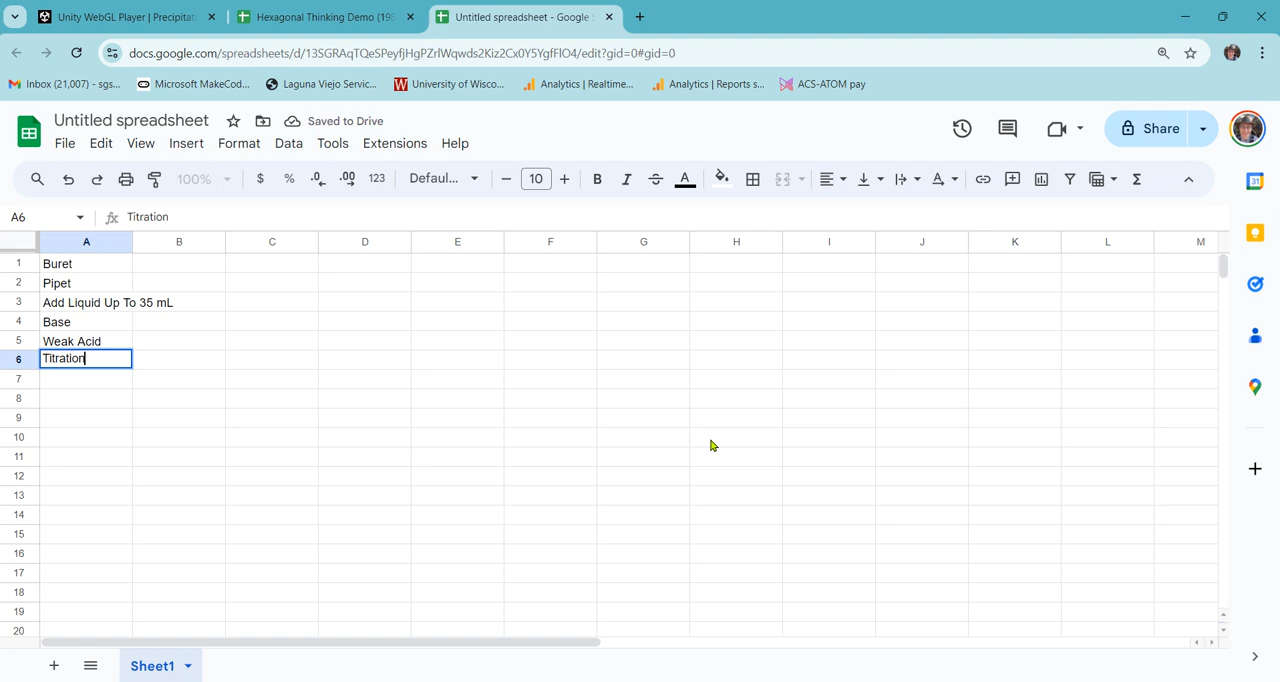 Unity WebGL Player | Precipitat
Hexagonal Thinking Demo (198
Untitled spreadsheet - Google S
docs.google.com/spreadsheets/d/13SGRAqTQeSPeyfjHgPZrlWqwds2Kiz2Cx0Y5YgfFlO4/edit?gid=0#gid=0
Inbox (21,007) - sgs...
Microsoft MakeCod...
Laguna Viejo Servic...
University of Wisco...
Analytics | Realtime...
Analytics | Reports s...
ACS-ATOM pay
Untitled spreadsheet
Saved to Drive
File Edit View Insert Format Data Tools Extensions Help
Share
100% $ % .0 .00 123 Defaul... 10 B I S A
A6 fx Titration
A B C D E F G H I J K L M
1 Buret
2 Pipet
3 Add Liquid Up To 35 mL
4 Base
5 Weak Acid
6 Titration
7
8
9
10
11
12
13
14
15
16
17
18
19
20
Sheet1